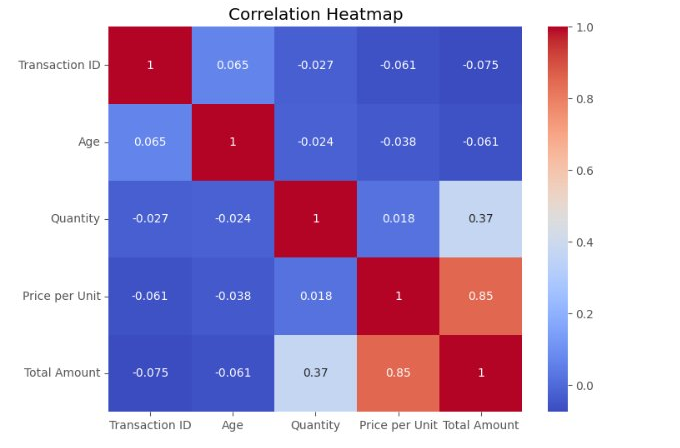 Correlation Heatmap
Transaction ID 1 0.065 -0.027 -0.061 -0.075
Age 0.065 1 -0.024 -0.038 -0.061
Quantity -0.027 -0.024 1 0.018 0.37
Price per Unit -0.061 -0.038 0.018 1 0.85
Total Amount -0.075 -0.061 0.37 0.85 1
Transaction ID Age Quantity Price per Unit Total Amount
1.0
0.8
0.6
0.4
0.2
0.0